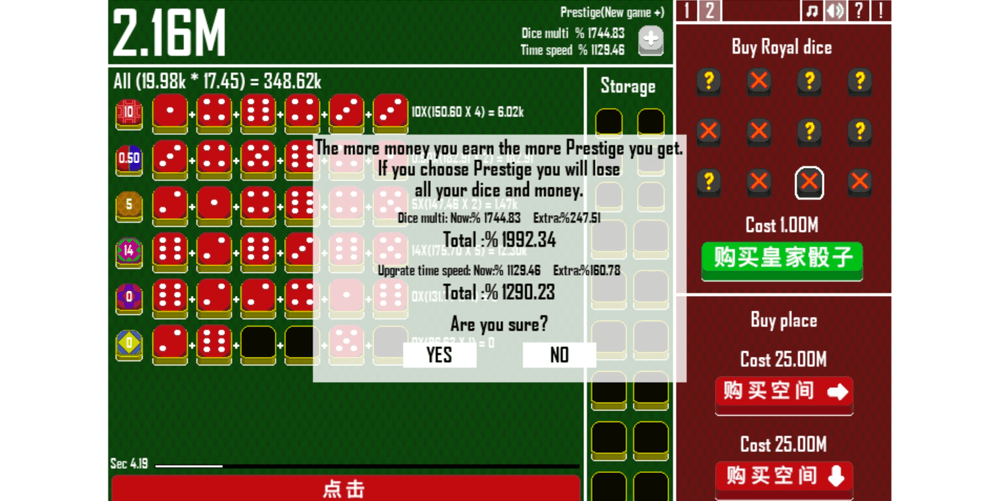 2.16M
Prestige(New game +)
Dice multi % 1744.83
Time speed % 1129.46
1 2 ? !
All (19.98k * 17.45) = 348.62k
10
10X(150.60 X 4) = 6.02k
0.50
5
5X(147.46 X 2) = 1.47k
14
0
0
The more money you earn the more Prestige you get.
If you choose Prestige you will lose
all your dice and money.
Dice multi: Now:% 1744.83 Extra:%247.51
Total :% 1992.34
Upgrate time speed: Now:% 1129.46 Extra:%160.78
Total :% 1290.23
Are you sure?
YES NO
Sec 4.19
点击
Storage
Buy Royal dice
? ? ?
? ?
?
Cost 1.00M
购买皇家骰子
Buy place
Cost 25.00M
购买空间
Cost 25.00M
购买空间